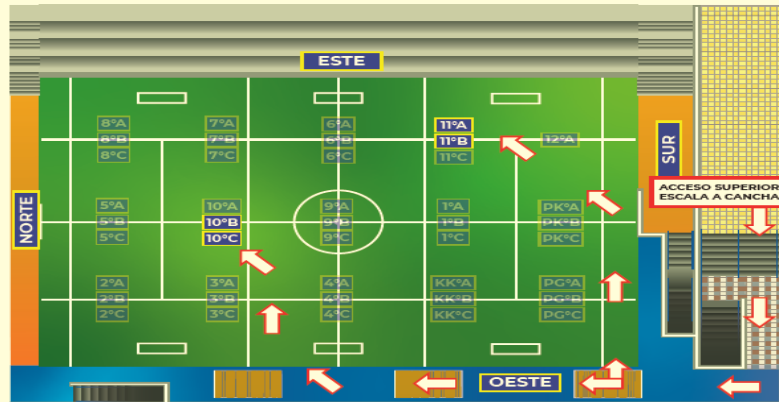 ESTE
8°A
8°B
8°C
7°A
7°B
7°C
6°A
6°B
6°C
11°A
11°B
11°C
12°A
SUR
ACCESO SUPERIOR
ESCALA A CANCHA
NORTE
5°A
5°B
5°C
10°A
10°B
10°C
9°A
9°B
9°C
1°A
1°B
1°C
PK°A
PK°B
PK°C
2°A
2°B
2°C
3°A
3°B
3°C
4°A
4°B
4°C
KK°A
KK°B
KK°C
PG°A
PG°B
PG°C
OESTE